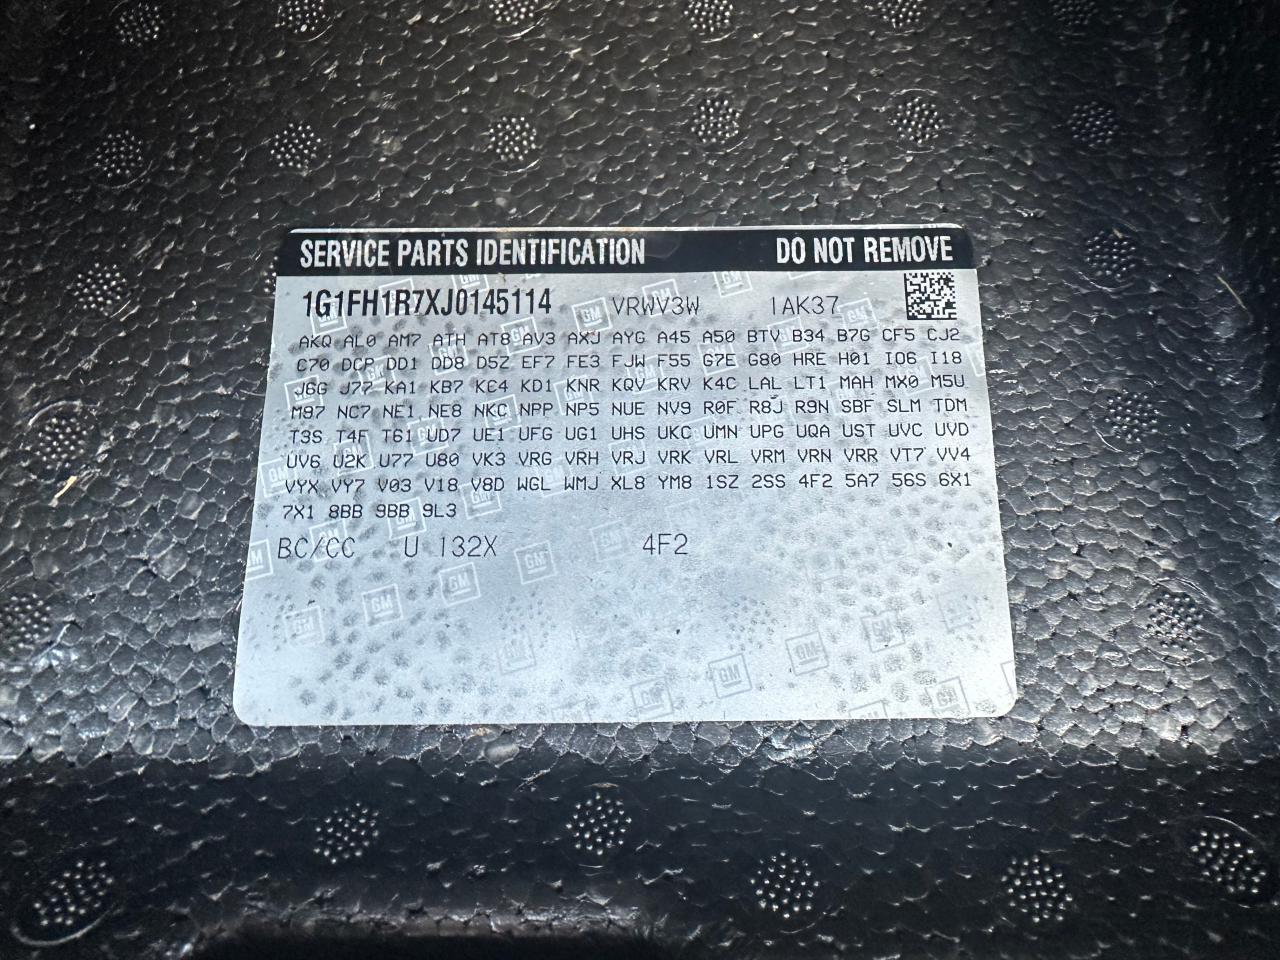 SERVICE PARTS IDENTIFICATION DO NOT REMOVE
1G1FH1R7XJ0145114 VRWV3W 1AK37
AKQ AL0 AM7 ATH AT8 AV3 AXJ AYG A45 A50 BTV B34 B7G CF5 CJ2
C70 DCP DD1 DD8 D52 EF7 FE3 FJW F55 G7E G80 HRE H01 IO6 I18
J6G J77 KA1 KB7 KC4 KD1 KNR KQV KRV K4C LAL LT1 MAH MX0 M5U
M97 NC7 NE1 NE8 NKC NPP NP5 NUE NV9 R0F R8J R9N SBF SLM TDM
T3S T4F T61 UD7 UE1 UFG UG1 UHS UKC UMN UPG UQA UST UVC UVD
UV6 U2K U77 U80 VK3 VRG VRH VRJ VRK VRL VRM VRN VRR VT7 VV4
VYX VY7 V03 V18 V8D WGL WMJ XL8 YM8 1SZ 2SS 4F2 5A7 56S 6X1
7X1 8BB 9BB 9L3
BC/CC U 132X 4F2